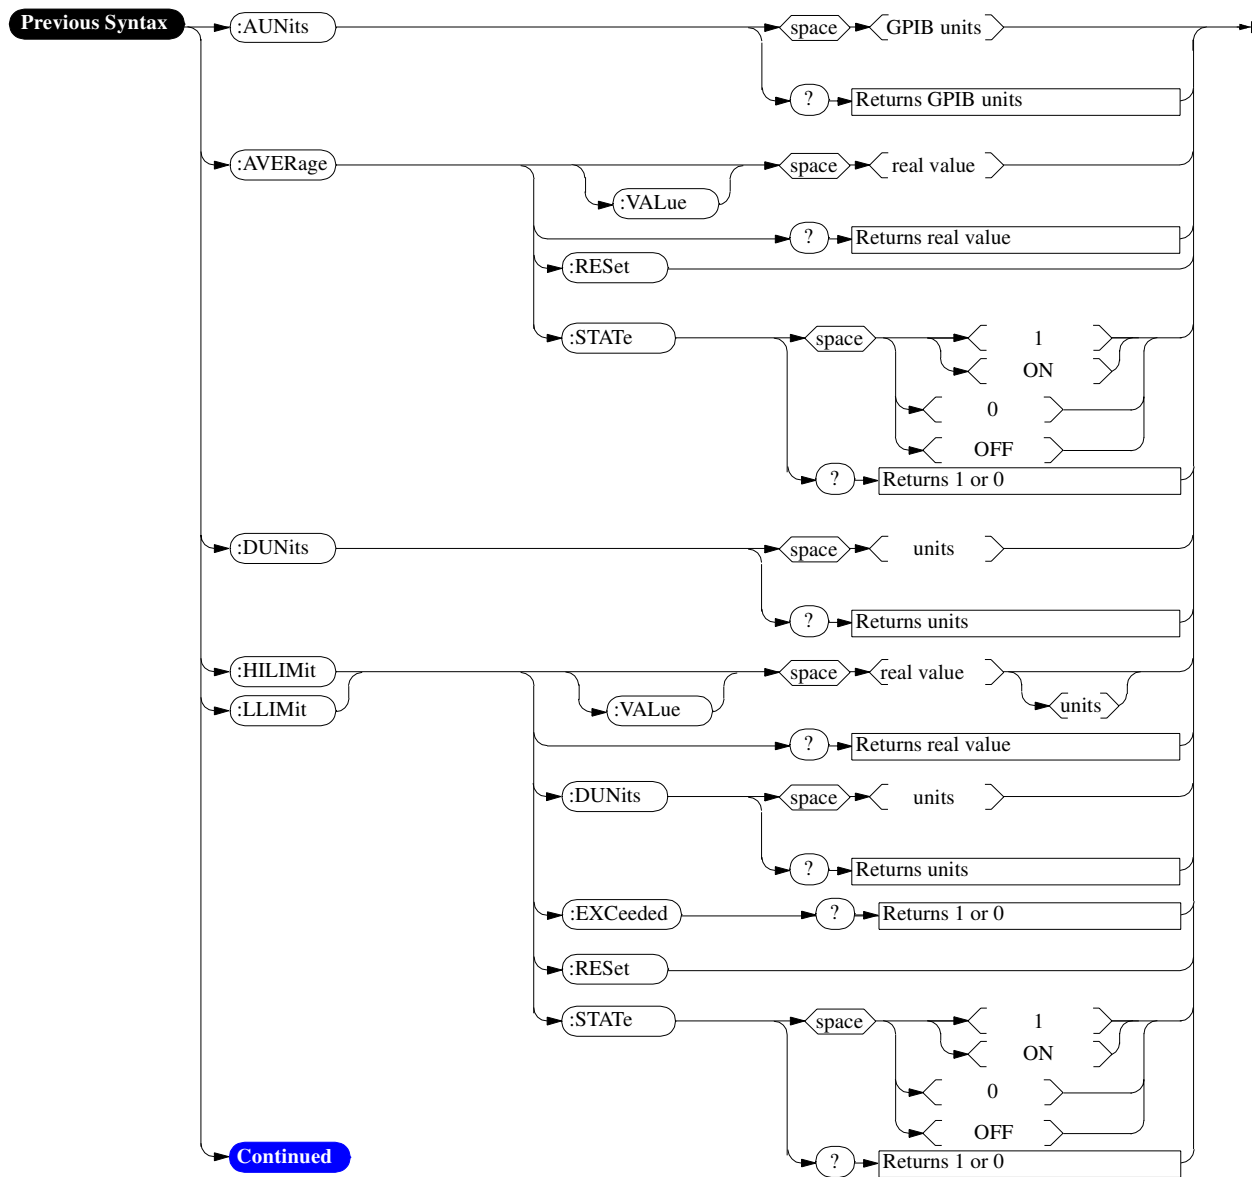 Previous Syntax :AUNits space GPIB units
? Returns GPIB units
:AVERage space real value
:VALue
? Returns real value
:RESet
:STATe space 1
ON
0
OFF
? Returns 1 or 0
:DUNits space units
? Returns units
:HILIMit space real value
:LLIMit :VALue units
? Returns real value
:DUNits space units
? Returns units
:EXCeeded ? Returns 1 or 0
:RESet
:STATe space 1
ON
0
OFF
Continued ? Returns 1 or 0